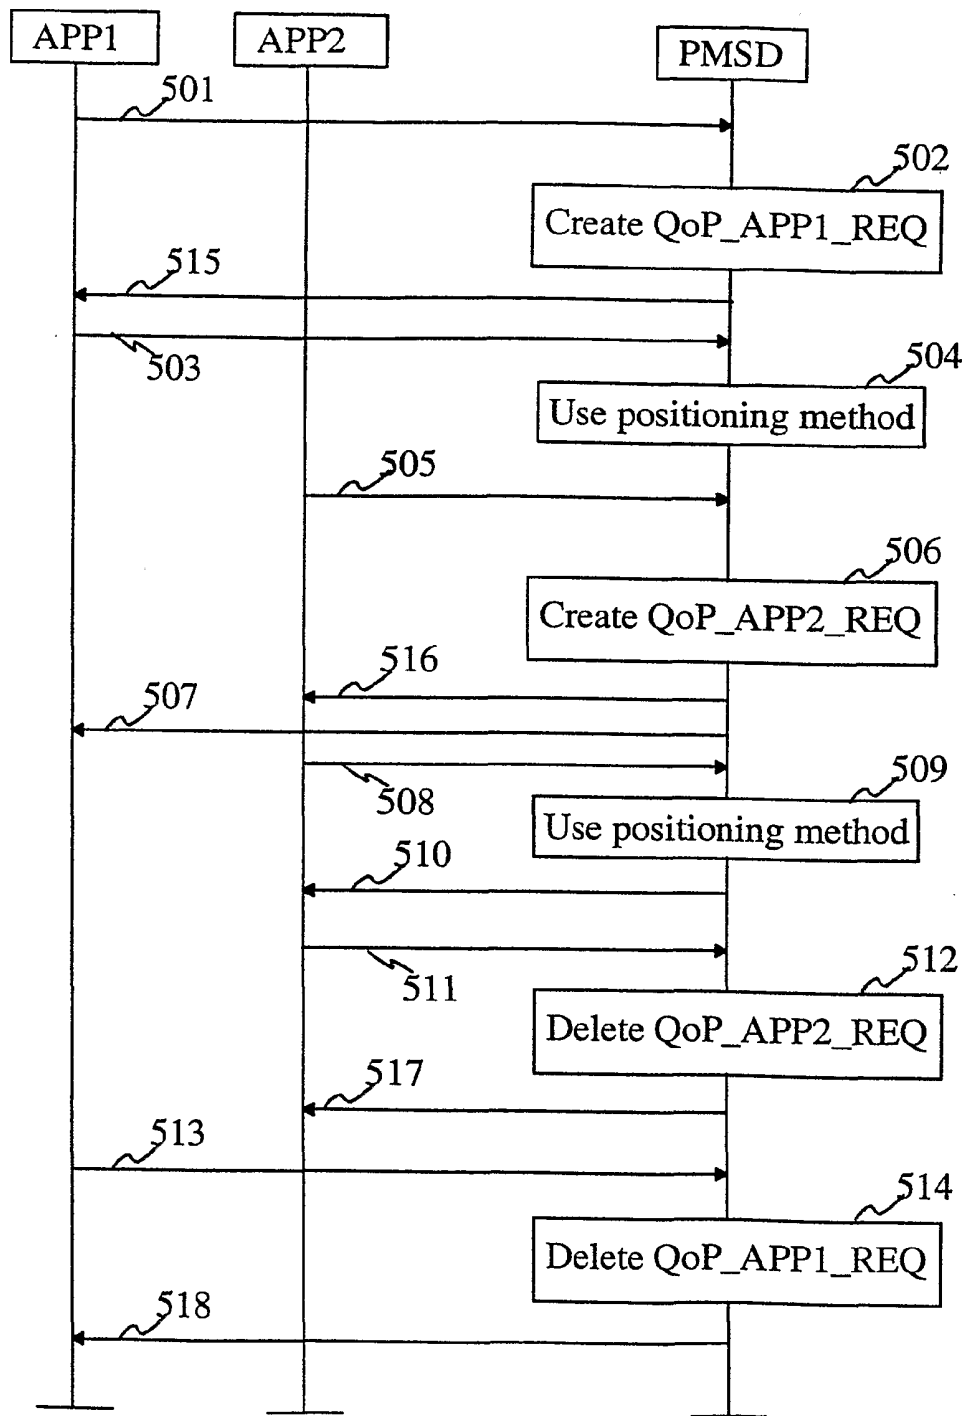 APP1
APP2
PMSD
501
502
Create QoP_APP1_REQ
515
503
504
Use positioning method
505
506
Create QoP_APP2_REQ
516
507
508
509
Use positioning method
510
511
512
Delete QoP_APP2_REQ
517
513
514
Delete QoP_APP1_REQ
518